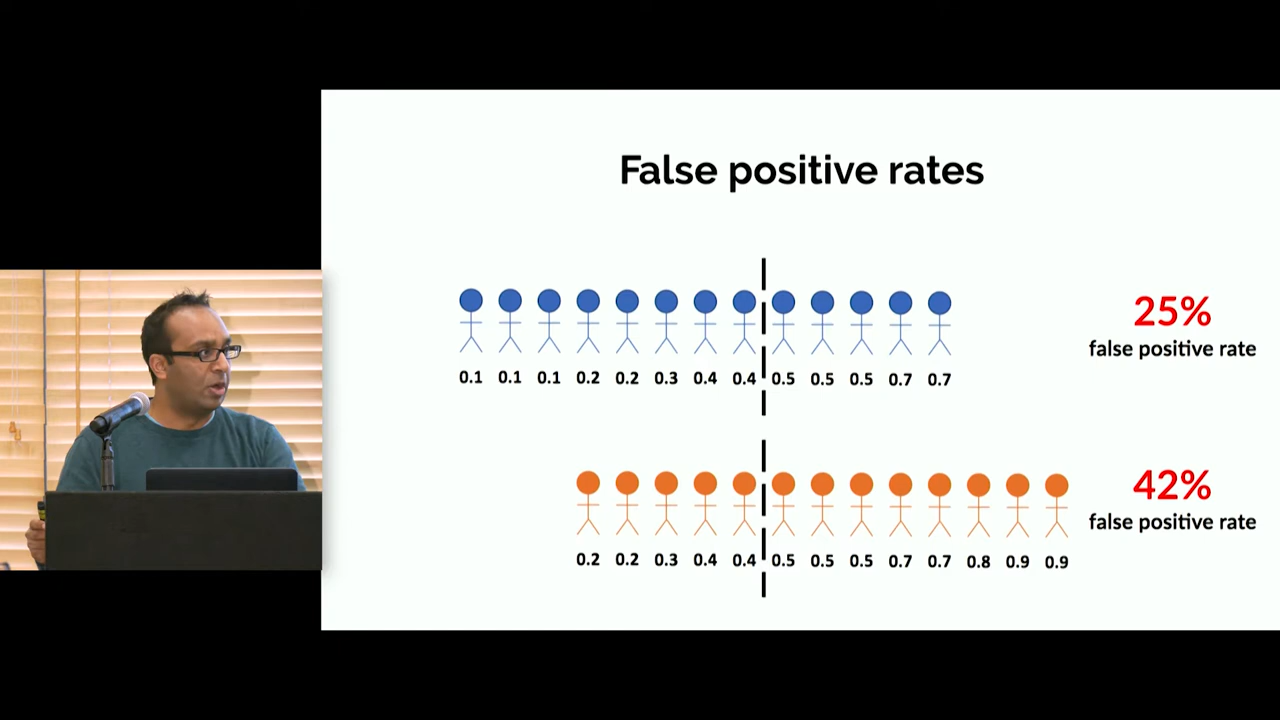 False positive rates
0.1 0.1 0.1 0.2 0.2 0.3 0.4 0.4 0.5 0.5 0.5 0.7 0.7
25%
false positive rate
0.2 0.2 0.3 0.4 0.4 0.5 0.5 0.5 0.7 0.7 0.8 0.9 0.9
42%
false positive rate